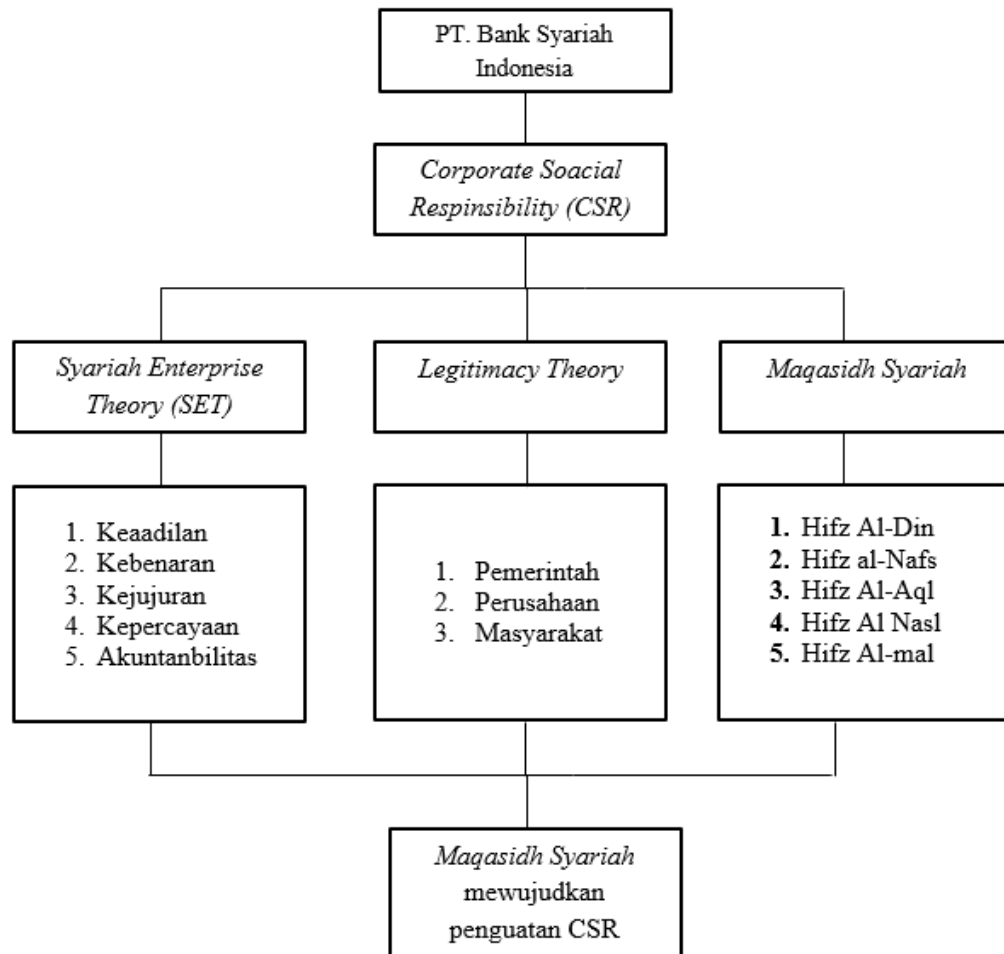 PT. Bank Syariah
Indonesia
Corporate Soacial
Respinsibility (CSR)
Syariah Enterprise
Theory (SET)
Legitimacy Theory
Maqasidh Syariah
1. Keaadilan
2. Kebenaran
3. Kejujuran
4. Kepercayaan
5. Akuntanbilitas
1. Pemerintah
2. Perusahaan
3. Masyarakat
1. Hifz Al-Din
2. Hifz al-Nafs
3. Hifz Al-Aql
4. Hifz Al Nasl
5. Hifz Al-mal
Maqasidh Syariah
mewujudkan
penguatan CSR